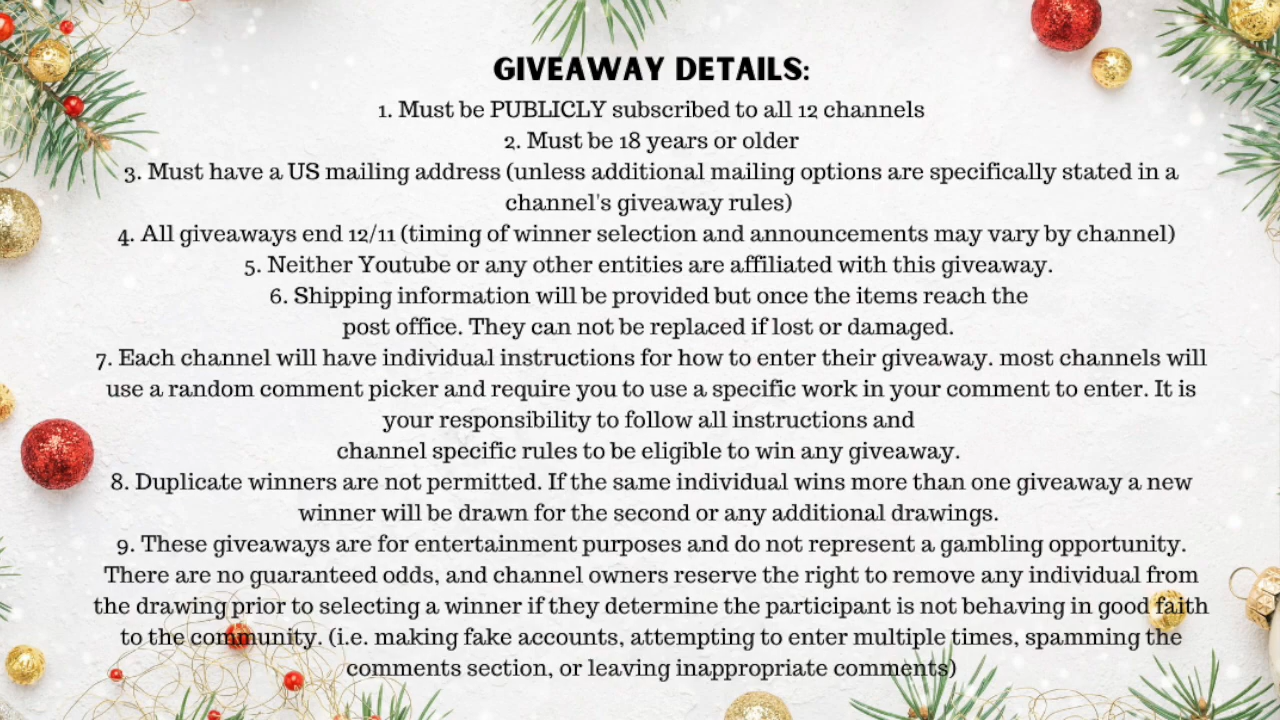 GIVEAWAY DETAILS:
1. Must be PUBLICLY subscribed to all 12 channels
2. Must be 18 years or older
3. Must have a US mailing address (unless additional mailing options are specifically stated in a
channel's giveaway rules)
4. All giveaways end 12/11 (timing of winner selection and announcements may vary by channel)
5. Neither Youtube or any other entities are affiliated with this giveaway.
6. Shipping information will be provided but once the items reach the
post office. They can not be replaced if lost or damaged.
7. Each channel will have individual instructions for how to enter their giveaway. most channels will
use a random comment picker and require you to use a specific work in your comment to enter. It is
your responsibility to follow all instructions and
channel specific rules to be eligible to win any giveaway.
8. Duplicate winners are not permitted. If the same individual wins more than one giveaway a new
winner will be drawn for the second or any additional drawings.
9. These giveaways are for entertainment purposes and do not represent a gambling opportunity.
There are no guaranteed odds, and channel owners reserve the right to remove any individual from
the drawing prior to selecting a winner if they determine the participant is not behaving in good faith
to the community. (i.e. making fake accounts, attempting to enter multiple times, spamming the
comments section, or leaving inappropriate comments)